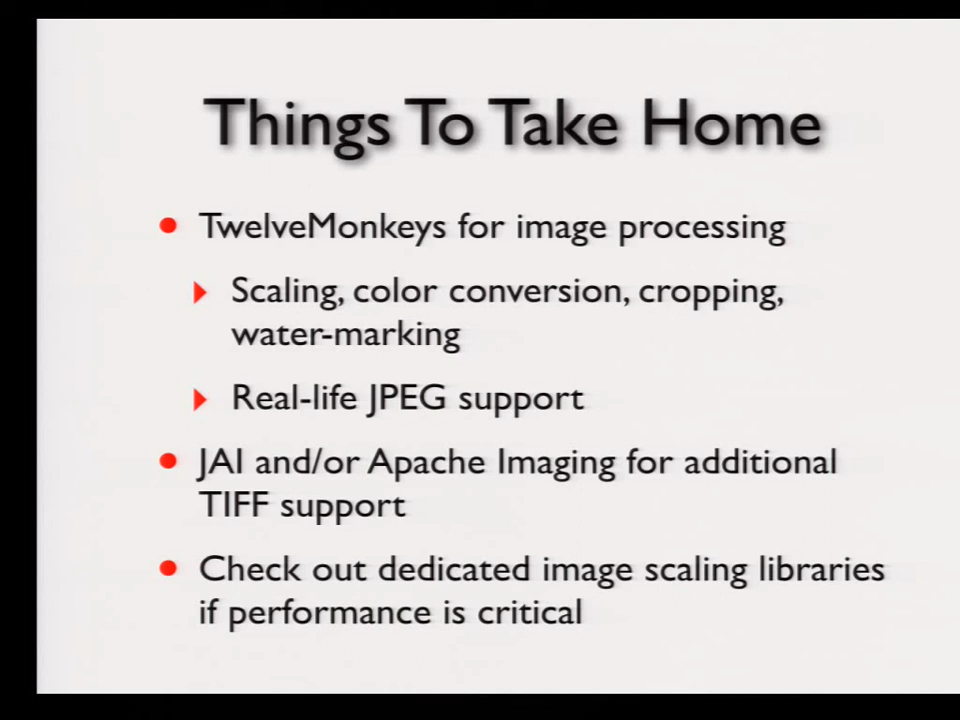 Things To Take Home
TwelveMonkeys for image processing
Scaling, color conversion, cropping,
water-marking
Real-life JPEG support
JAI and/or Apache Imaging for additional
TIFF support
Check out dedicated image scaling libraries
if performance is critical